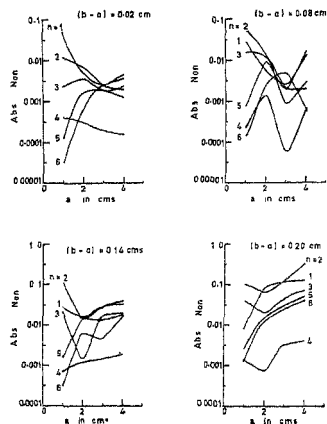 (b-a) = 0.02 cm
Abs Non
0.1
0.01
0.001
0.0001
0.00001
n=1
2
3
4
5
6
0 2 4
a in cms
(b-a) = 0.08 cm
Abs Non
0.1
0.01
0.001
0.0001
0.00001
n=2
1
3
5
4
6
0 2 4
a in cms
(b-a) = 0.14 cms
Abs Non
1.0
0.1
0.01
0.001
0.0001
n=2
1
3
5
4
6
0 2 4
a in cms
(b-a) = 0.20 cm
Abs Non
1.0
0.1
0.01
0.001
0.0001
n=2
1
3
5
6
4
0 2 4
a in cms